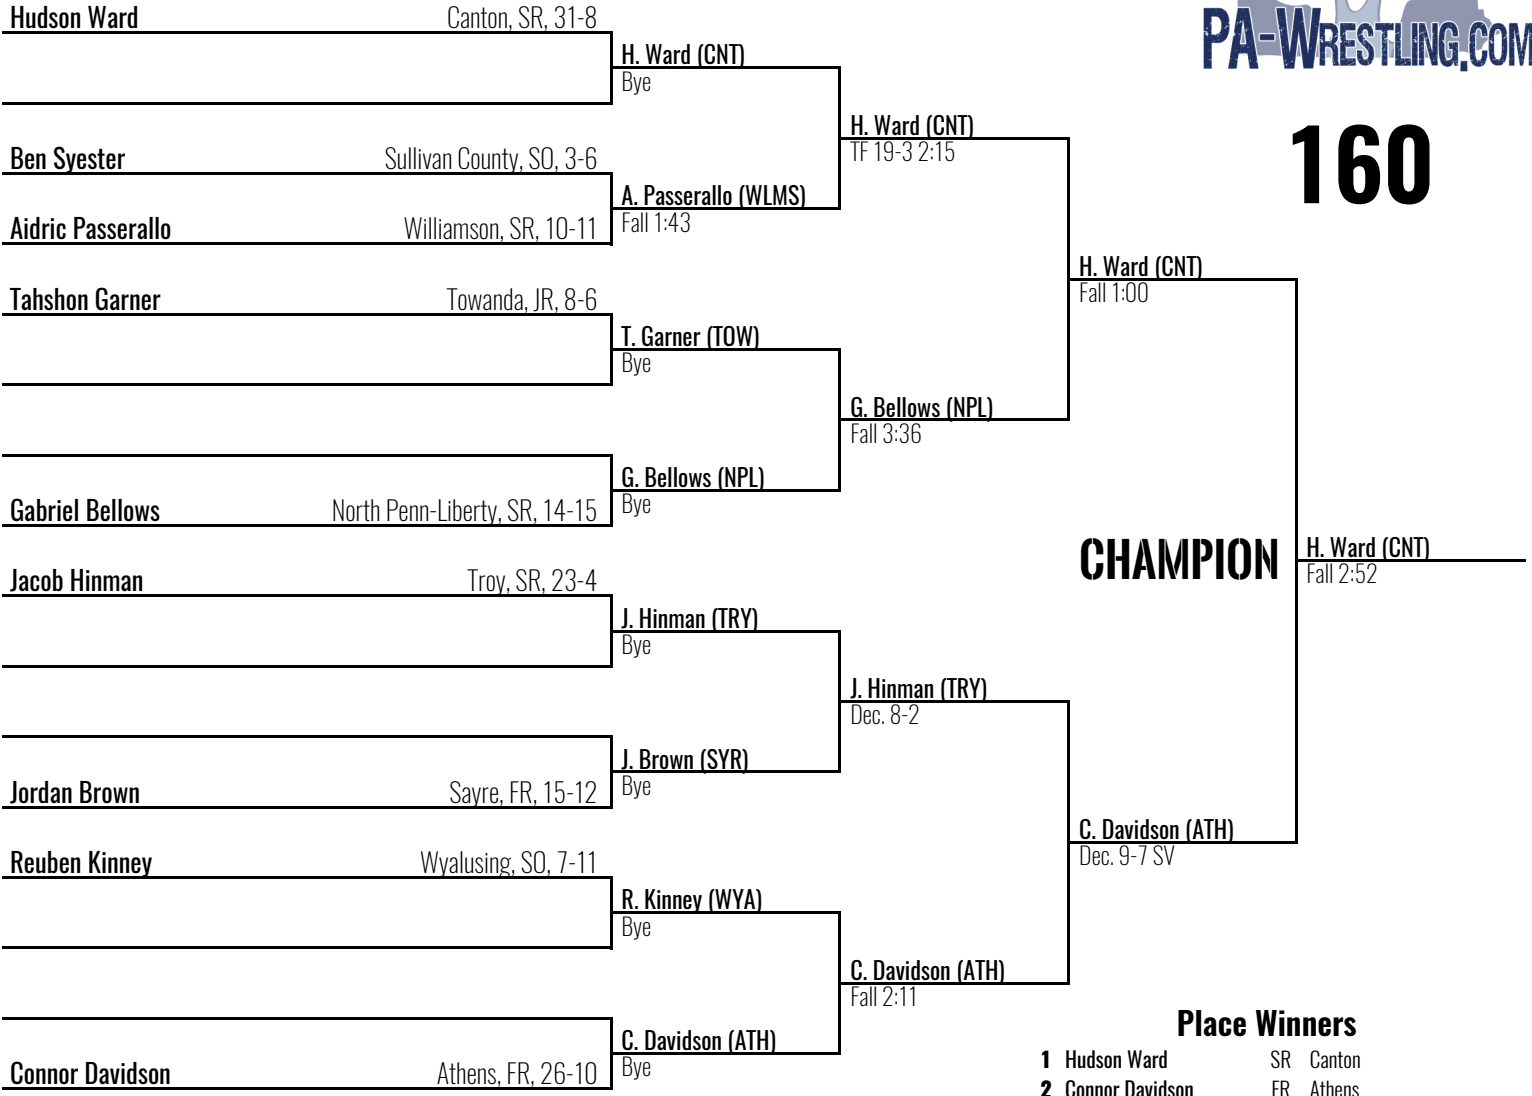 Hudson Ward Canton, SR, 31-8
H. Ward (CNT)
Bye
Ben Syester Sullivan County, SO, 3-6
A. Passerallo (WLMS)
Fall 1:43
Aidric Passerallo Williamson, SR, 10-11
H. Ward (CNT)
TF 19-3 2:15
Tahshon Garner Towanda, JR, 8-6
T. Garner (TOW)
Bye
G. Bellows (NPL)
Bye
Gabriel Bellows North Penn-Liberty, SR, 14-15
G. Bellows (NPL)
Fall 3:36
H. Ward (CNT)
Fall 1:00
Jacob Hinman Troy, SR, 23-4
J. Hinman (TRY)
Bye
J. Brown (SYR)
Bye
Jordan Brown Sayre, FR, 15-12
J. Hinman (TRY)
Dec. 8-2
Reuben Kinney Wyalusing, SO, 7-11
R. Kinney (WYA)
Bye
C. Davidson (ATH)
Bye
Connor Davidson Athens, FR, 26-10
C. Davidson (ATH)
Fall 2:11
C. Davidson (ATH)
Dec. 9-7 SV
CHAMPION
H. Ward (CNT)
Fall 2:52
PA-WRESTLING.COM
160
Place Winners
1 Hudson Ward SR Canton
2 Connor Davidson FR Athens